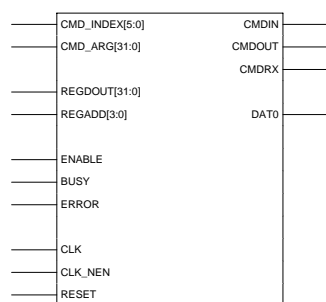 CMD_INDEX[5:0] CMDIN
CMD_ARG[31:0] CMDOUT
CMDRX
REGDOUT[31:0]
REGADD[3:0] DAT0
ENABLE
BUSY
ERROR
CLK
CLK_NEN
RESET